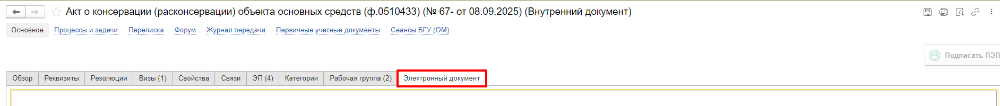 Акт о консервации (расконсервации) объекта основных средств (ф.0510433) (№ 67- от 08.09.2025) (Внутренний документ)
Основное Процессы и задачи Переписка Форум Журнал передачи Первичные учетные документы Сеансы БГУ (ОМ)
Подписать ПЭП
Обзор Реквизиты Резолюции Визы (1) Свойства Связи ЭП (4) Категории Рабочая группа (2) Электронный документ